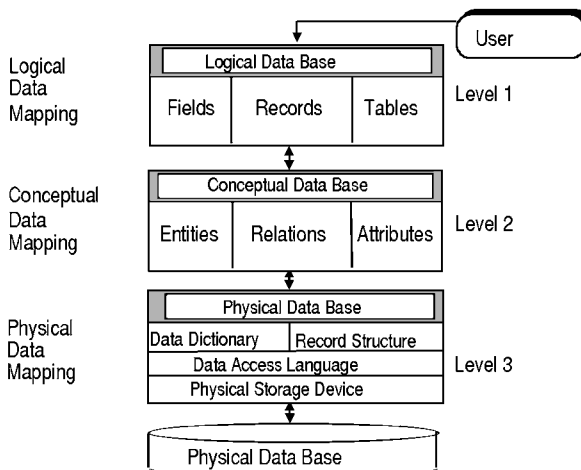 User
Logical
Data
Mapping
Logical Data Base
Fields
Records
Tables
Level 1
Conceptual
Data
Mapping
Conceptual Data Base
Entities
Relations
Attributes
Level 2
Physical
Data
Mapping
Physical Data Base
Data Dictionary
Record Structure
Data Access Language
Physical Storage Device
Level 3
Physical Data Base